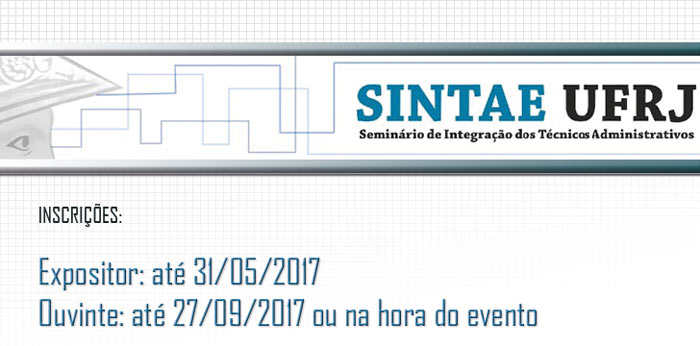 SINTAE UFRJ
Seminário de Integração dos Técnicos Administrativos
INSCRIÇÕES:
Expositor: até 31/05/2017
Ouvinte: até 27/09/2017 ou na hora do evento